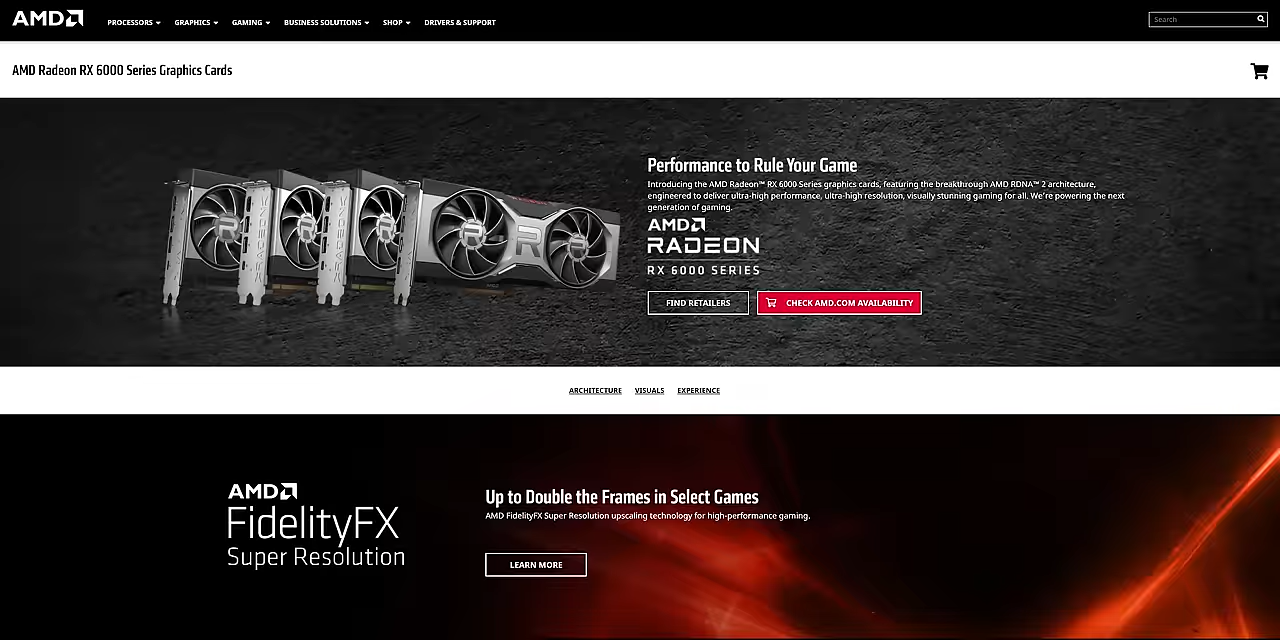 AMD
PROCESSORS GRAPHICS GAMING BUSINESS SOLUTIONS SHOP DRIVERS & SUPPORT
Search
AMD Radeon RX 6000 Series Graphics Cards
Performance to Rule Your Game
Introducing the AMD Radeon™ RX 6000 Series graphics cards, featuring the breakthrough AMD RDNA™ 2 architecture,
engineered to deliver ultra-high performance, ultra-high resolution, visually stunning gaming for all. We're powering the next
generation of gaming.
AMD
RADEON
RX 6000 SERIES
FIND RETAILERS
CHECK AMD.COM AVAILABILITY
RADEON
RADEON
RADEON
R
R
R
R
R
R
ARCHITECTURE VISUALS EXPERIENCE
AMD
FidelityFX
Super Resolution
Up to Double the Frames in Select Games
AMD FidelityFX Super Resolution upscaling technology for high-performance gaming.
LEARN MORE